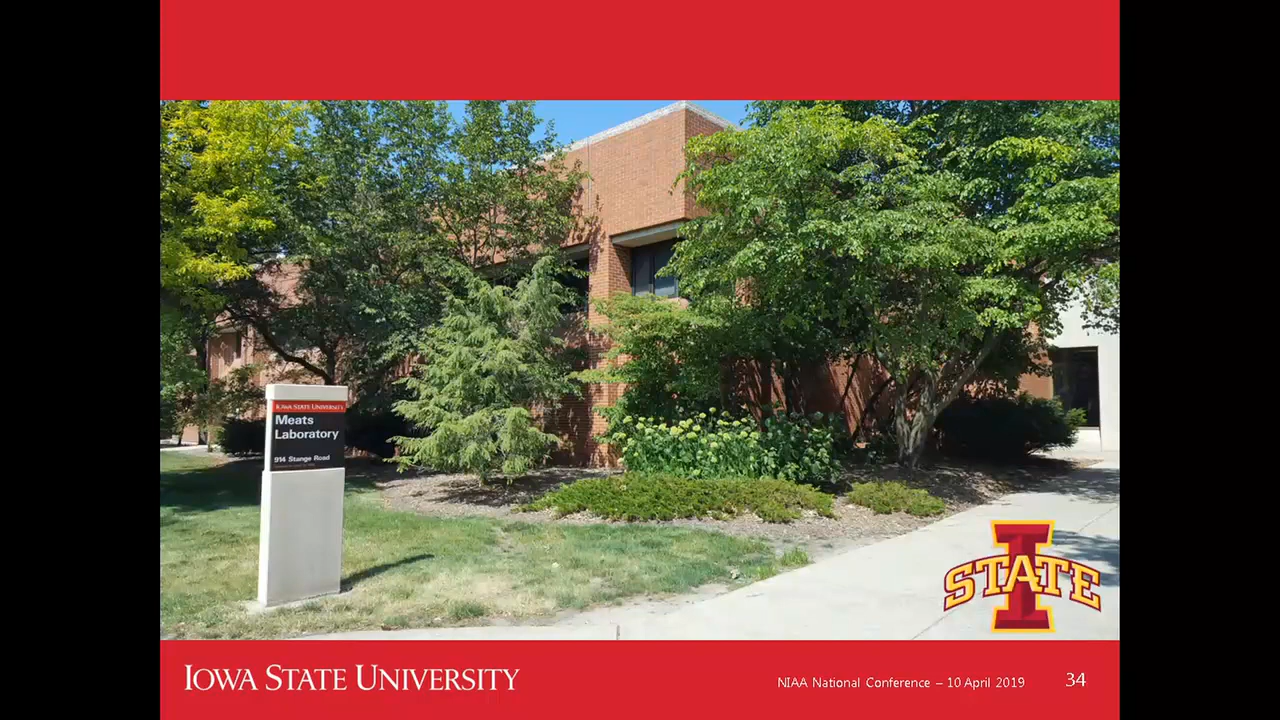 IOWA STATE UNIVERSITY
Meats
Laboratory
914 Stange Road
STATE
IOWA STATE UNIVERSITY
NIAA National Conference – 10 April 2019
34